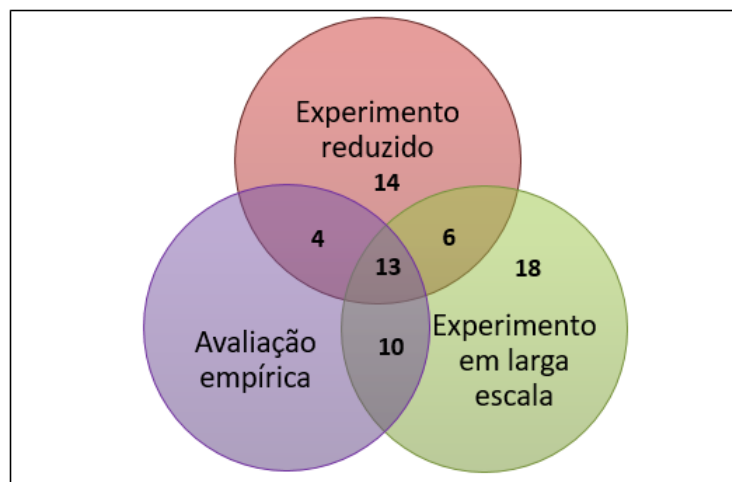 Experimento
reduzido
14
4
6
13
18
10
Avaliação
empírica
Experimento
em larga
escala